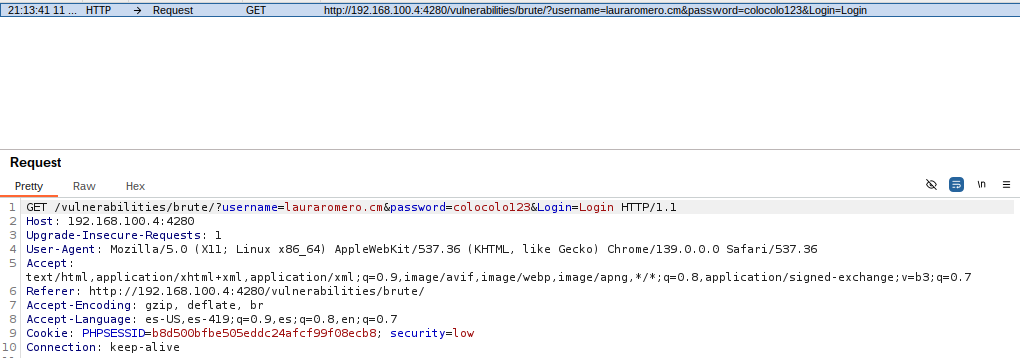 21:13:41 11 ... HTTP → Request GET http://192.168.100.4:4280/vulnerabilities/brute/?username=lauraromero.cm&password=colocolo123&Login=Login
Request
Pretty Raw Hex \n
1 GET /vulnerabilities/brute/?username=lauraromero.cm&password=colocolo123&Login=Login HTTP/1.1
2 Host: 192.168.100.4:4280
3 Upgrade-Insecure-Requests: 1
4 User-Agent: Mozilla/5.0 (X11; Linux x86_64) AppleWebKit/537.36 (KHTML, like Gecko) Chrome/139.0.0.0 Safari/537.36
5 Accept:
text/html,application/xhtml+xml,application/xml;q=0.9,image/avif,image/webp,image/apng,*/*;q=0.8,application/signed-exchange;v=b3;q=0.7
6 Referer: http://192.168.100.4:4280/vulnerabilities/brute/
7 Accept-Encoding: gzip, deflate, br
8 Accept-Language: es-US,es-419;q=0.9,es;q=0.8,en;q=0.7
9 Cookie: PHPSESSID=b8d500bfbe505eddc24afcf99f08ecb8; security=low
10 Connection: keep-alive